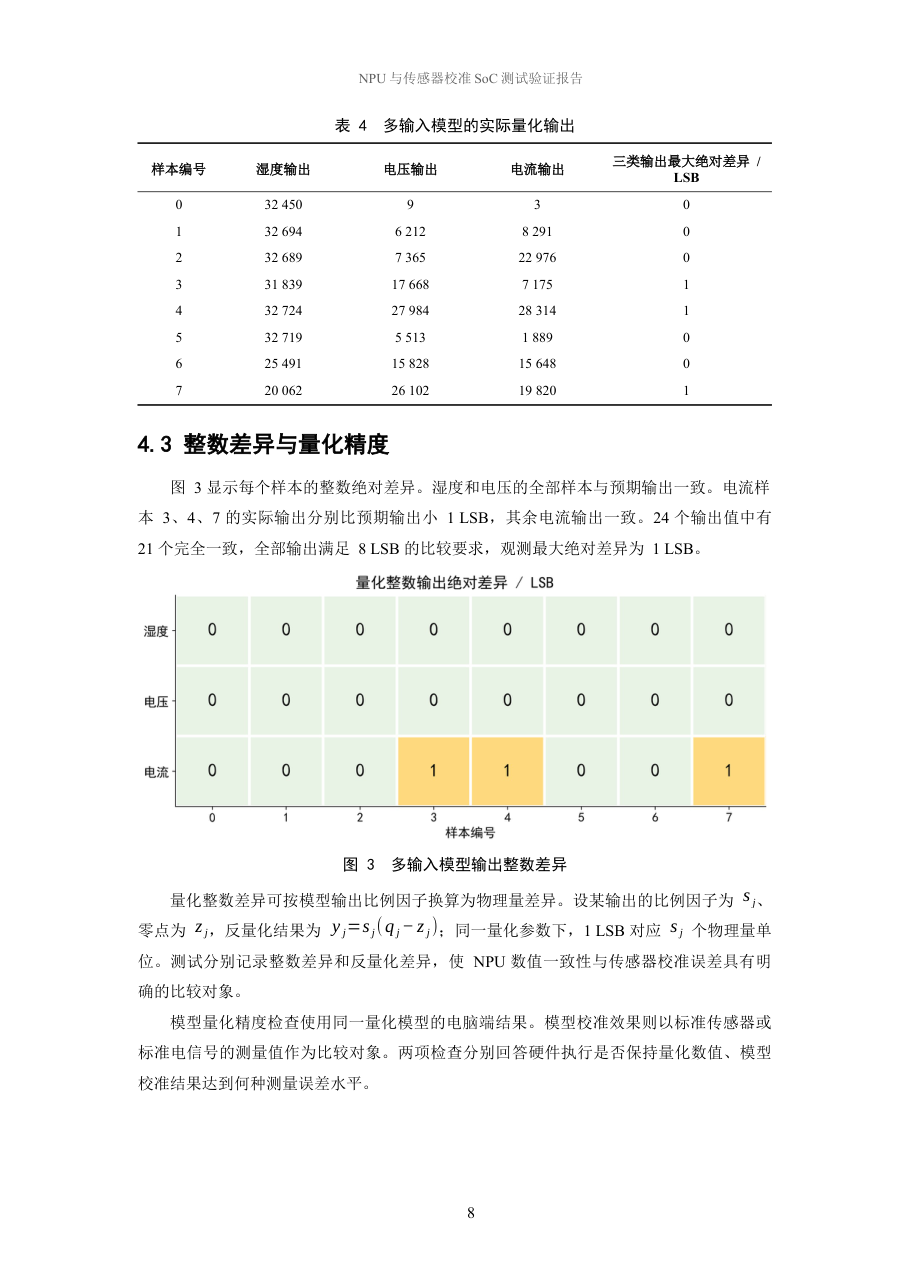 NPU 与传感器校准 SoC 测试验证报告
表 4 多输入模型的实际量化输出
样本编号 湿度输出 电压输出 电流输出 三类输出最大绝对差异 / LSB
0 32 450 9 3 0
1 32 694 6 212 8 291 0
2 32 689 7 365 22 976 0
3 31 839 17 668 7 175 1
4 32 724 27 984 28 314 1
5 32 719 5 513 1 889 0
6 25 491 15 828 15 648 0
7 20 062 26 102 19 820 1
4.3 整数差异与量化精度
图 3 显示每个样本的整数绝对差异。湿度和电压的全部样本与预期输出一致。电流样
本 3、4、7 的实际输出分别比预期输出小 1 LSB，其余电流输出一致。24 个输出值中有
21 个完全一致，全部输出满足 8 LSB 的比较要求，观测最大绝对差异为 1 LSB。
量化整数输出绝对差异 / LSB
湿度 0 0 0 0 0 0 0 0
电压 0 0 0 0 0 0 0 0
电流 0 0 0 1 1 0 0 1
0 1 2 3 4 5 6 7
样本编号
图 3 多输入模型输出整数差异
量化整数差异可按模型输出比例因子换算为物理量差异。设某输出的比例因子为 s_j、
零点为 z_j，反量化结果为 y_j=s_j(q_j−z_j)；同一量化参数下，1 LSB 对应 s_j 个物理量单
位。测试分别记录整数差异和反量化差异，使 NPU 数值一致性与传感器校准误差具有明
确的比较对象。
模型量化精度检查使用同一量化模型的电脑端结果。模型校准效果则以标准传感器或
标准电信号的测量值作为比较对象。两项检查分别回答硬件执行是否保持量化数值、模型
校准结果达到何种测量误差水平。
8